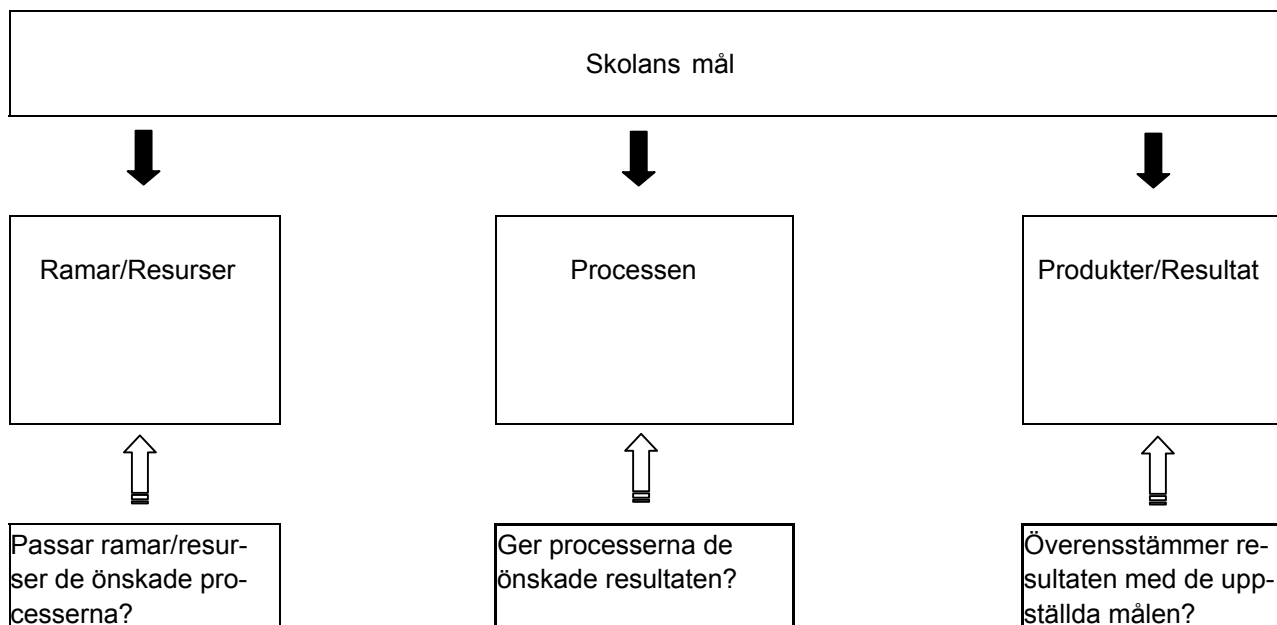 Skolans mål
Ramar/Resurser
Processen
Produkter/Resultat
Passar ramar/resur-
ser de önskade pro-
cesserna?
Ger processerna de
önskade resultaten?
Överensstämmer re-
sultaten med de upp-
ställda målen?